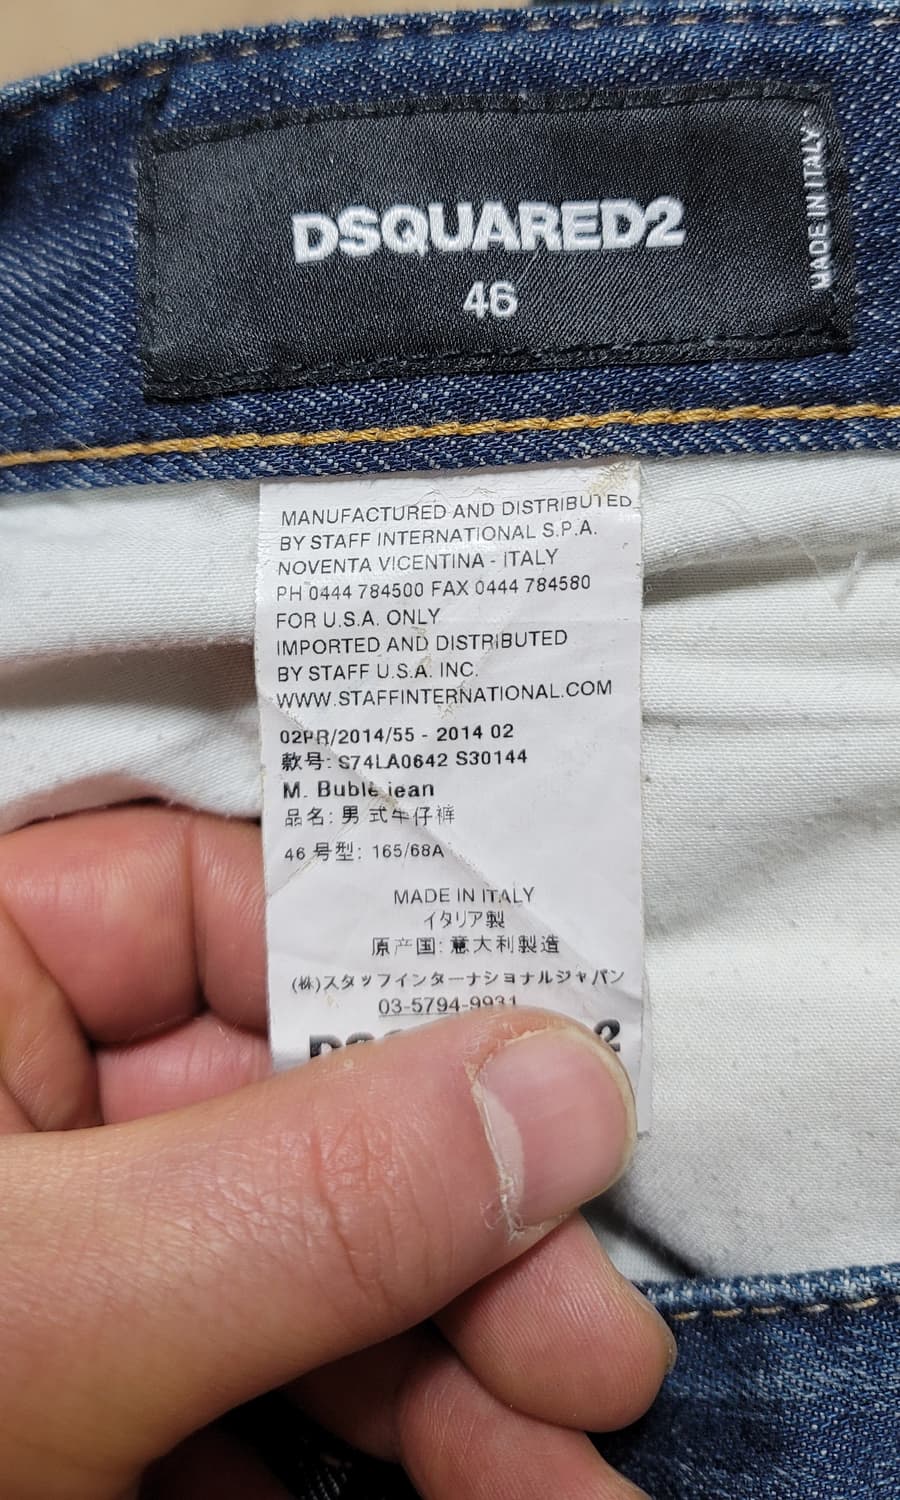 DSQUARED2
46
MADE IN ITALY
MANUFACTURED AND DISTRIBUTED
BY STAFF INTERNATIONAL S.P.A.
NOVENTA VICENTINA - ITALY
PH 0444 784500 FAX 0444 784580
FOR U.S.A. ONLY
IMPORTED AND DISTRIBUTED
BY STAFF U.S.A. INC.
WWW.STAFFINTERNATIONAL.COM
02PR/2014/55 - 2014 02
款号: S74LA0642 S30144
M. Buble jean
品名: 男式牛仔裤
46 号型: 165/68A
MADE IN ITALY
イタリア製
原产国: 意大利製造
(株)スタッフインターナショナルジャパン
03-5794-9931